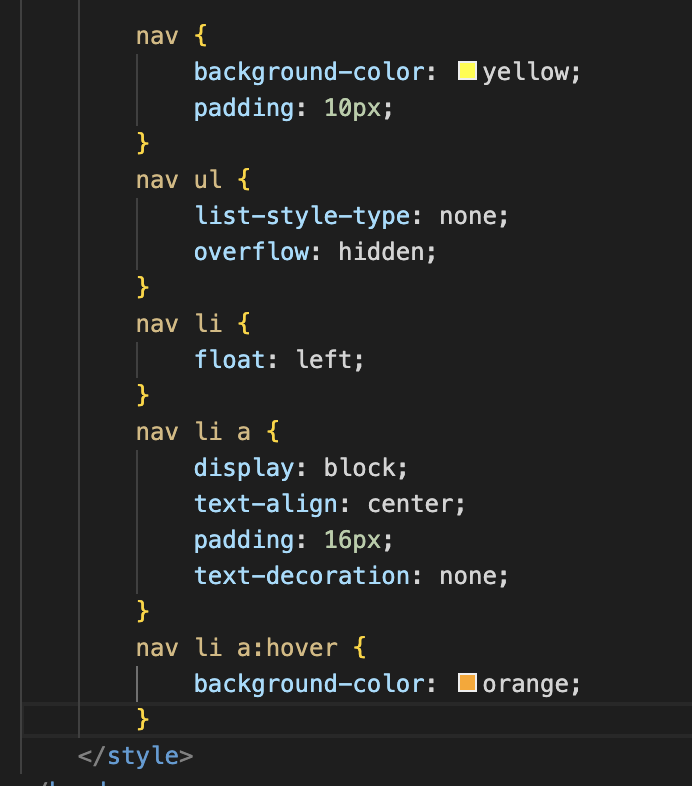 nav {
background-color: yellow;
padding: 10px;
}
nav ul {
list-style-type: none;
overflow: hidden;
}
nav li {
float: left;
}
nav li a {
display: block;
text-align: center;
padding: 16px;
text-decoration: none;
}
nav li a:hover {
background-color: orange;
}
</style>